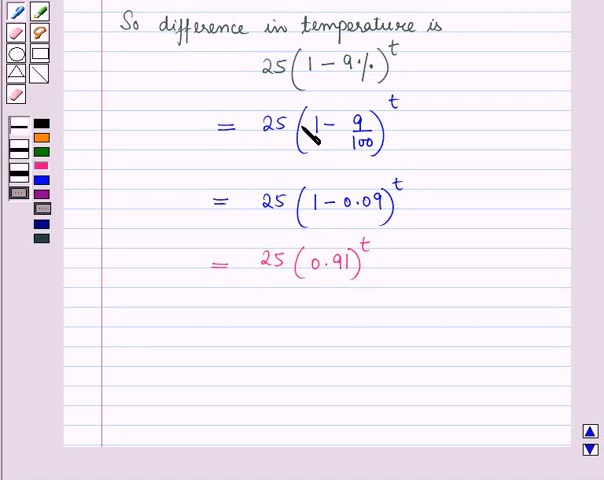 So difference in temperature is
25(1 - 9%)^t
= 25(1 - 9/100)^t
= 25(1 - 0.09)^t
= 25(0.91)^t